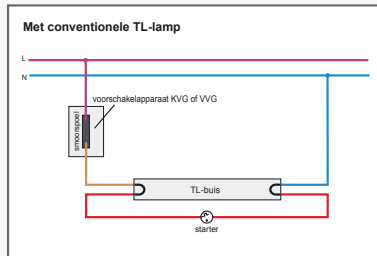 Met conventionele TL-lamp
L
N
voorschakelapparaat KVG of VVG
smoorspoel
TL-buis
starter